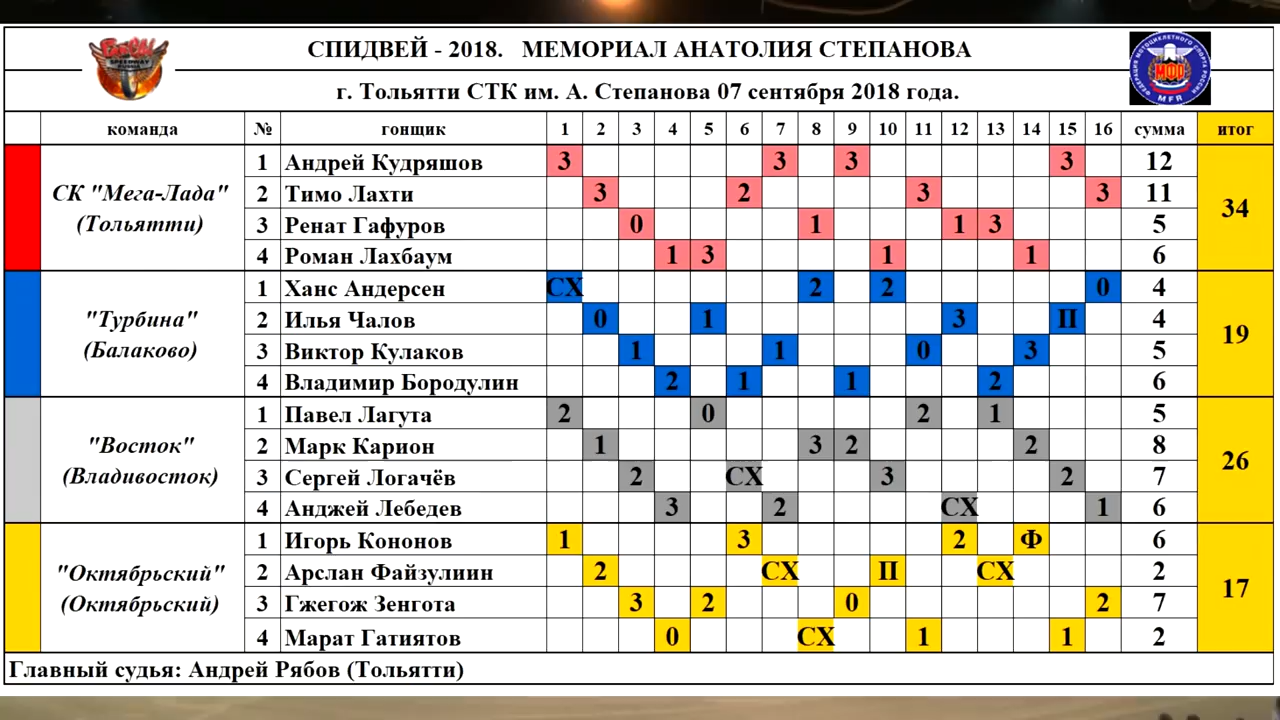 СПИДВЕЙ - 2018. МЕМОРИАЛ АНАТОЛИЯ СТЕПАНОВА
г. Тольятти СТК им. А. Степанова 07 сентября 2018 года.
МФР
MFR
команда № гонщик 1 2 3 4 5 6 7 8 9 10 11 12 13 14 15 16 сумма итог
СК "Мега-Лада" (Тольятти) 34
1 Андрей Кудряшов 3 3 3 3 12
2 Тимо Лахти 3 2 3 3 11
3 Ренат Гафуров 0 1 1 3 5
4 Роман Лахбаум 1 3 1 1 6
"Турбина" (Балаково) 19
1 Ханс Андерсен СХ 2 2 0 4
2 Илья Чалов 0 1 3 П 4
3 Виктор Кулаков 1 1 0 3 5
4 Владимир Бородулин 2 1 1 2 6
"Восток" (Владивосток) 26
1 Павел Лагута 2 0 2 1 5
2 Марк Карион 1 3 2 2 8
3 Сергей Логачёв 2 СХ 3 2 7
4 Анджей Лебедев 3 2 СХ 1 6
"Октябрьский" (Октябрьский) 17
1 Игорь Кононов 1 3 2 Ф 6
2 Арслан Файзулиин 2 СХ П СХ 2
3 Гжегож Зенгота 3 2 0 2 7
4 Марат Гатиятов 0 СХ 1 1 2
Главный судья: Андрей Рябов (Тольятти)